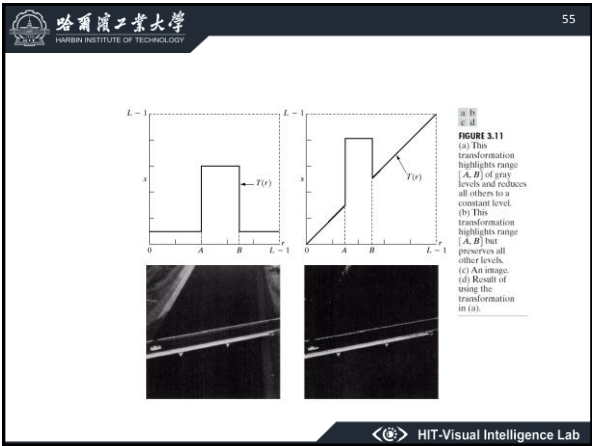 哈爾濱工業大學
HARBIN INSTITUTE OF TECHNOLOGY
55
L − 1
s
T(r)
0
A
B
L − 1
r
L − 1
s
T(r)
0
A
B
L − 1
r
a b
c d
FIGURE 3.11
(a) This
transformation
highlights range
[A, B] of gray
levels and reduces
all others to a
constant level.
(b) This
transformation
highlights range
[A, B] but
preserves all
other levels.
(c) An image.
(d) Result of
using the
transformation
in (a).
HIT-Visual Intelligence Lab